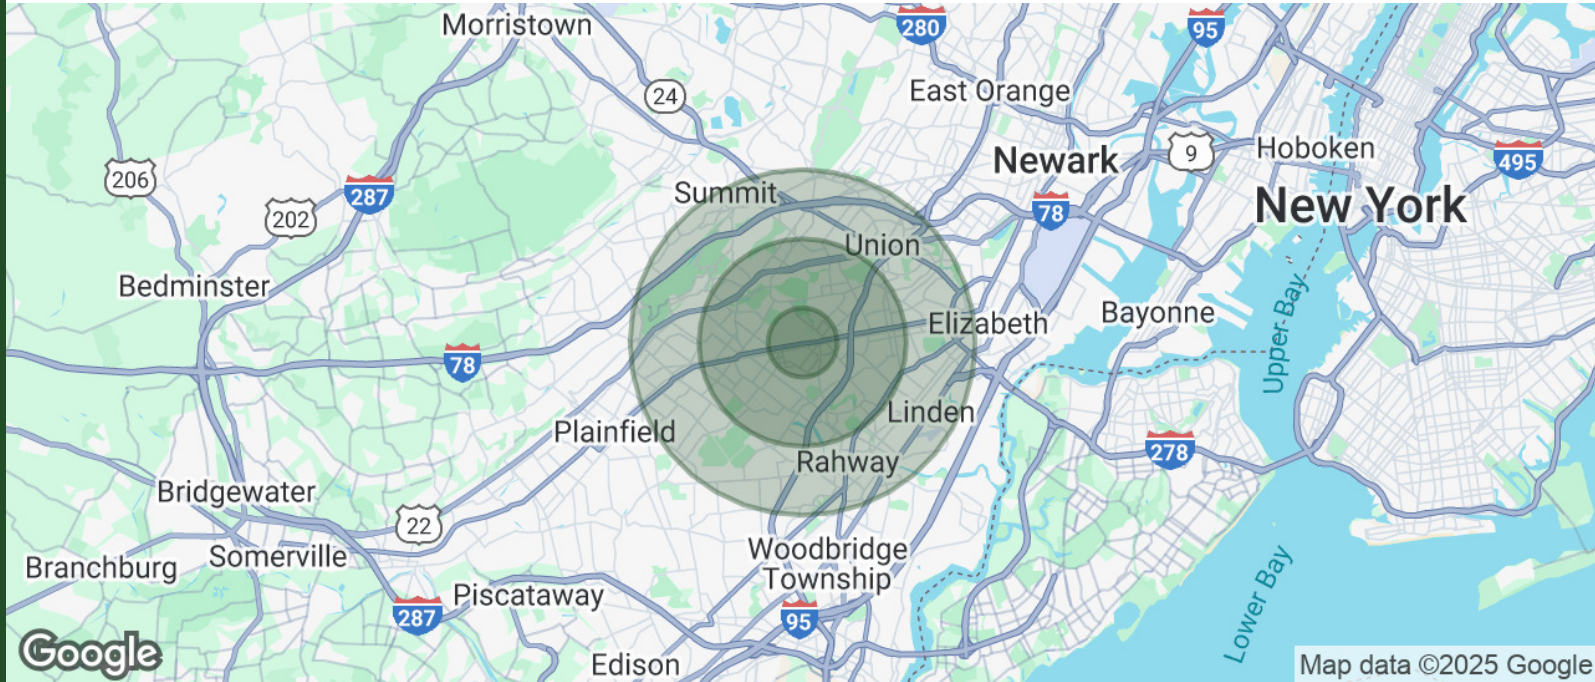 Morristown
280
95
24
East Orange
9
Hoboken
Newark
495
206
287
Summit
202
78
New York
Union
Bedminster
Elizabeth
Bayonne
Upper Bay
78
Linden
Plainfield
278
Rahway
Bridgewater
22
Somerville
Woodbridge
Township
Branchburg
Piscataway
287
95
Lower Bay
Google
Edison
Map data ©2025 Google